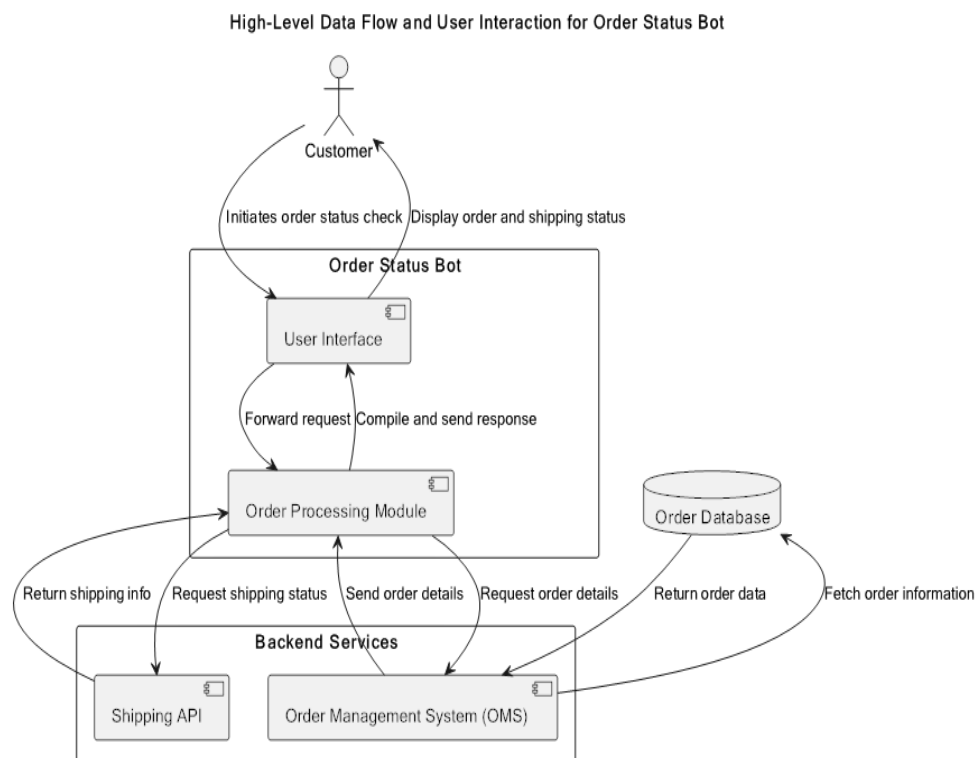 High-Level Data Flow and User Interaction for Order Status Bot
Customer
Initiates order status check
Display order and shipping status
Order Status Bot
User Interface
Forward request
Compile and send response
Order Processing Module
Order Database
Return shipping info
Request shipping status
Send order details
Request order details
Return order data
Fetch order information
Backend Services
Shipping API
Order Management System (OMS)